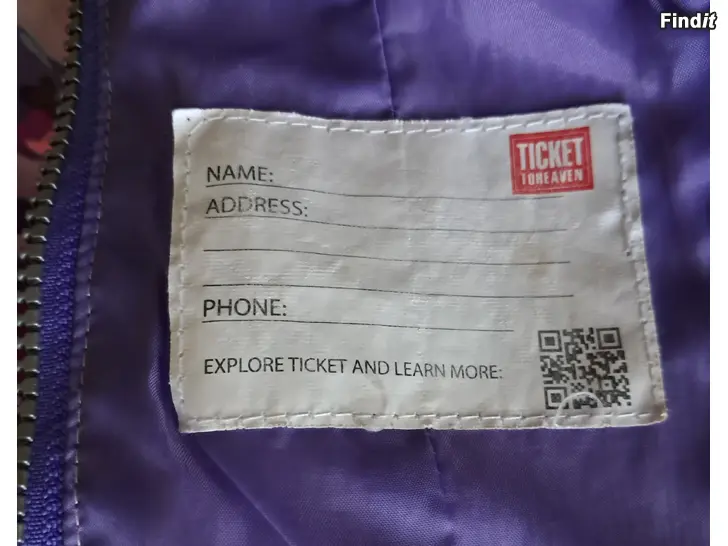 Findit
TICKET
TOHEAVEN
NAME:
ADDRESS:
PHONE:
EXPLORE TICKET AND LEARN MORE: